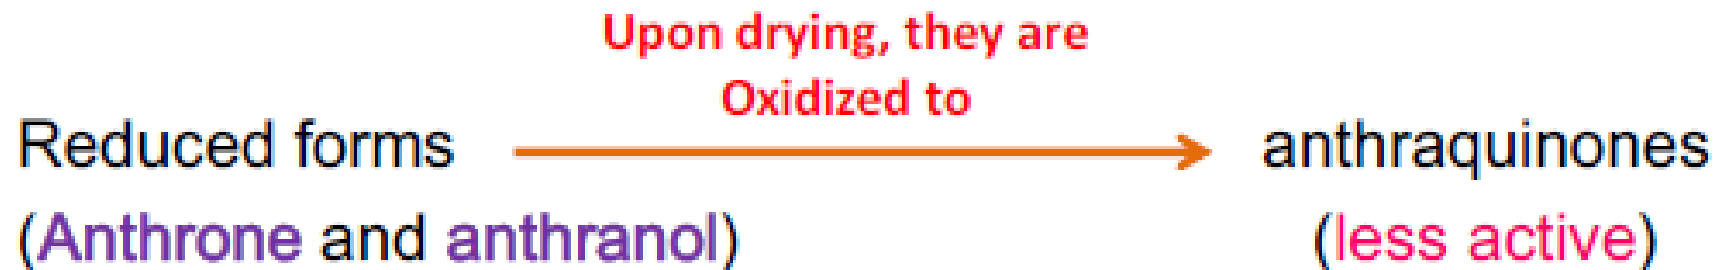 Upon drying, they are
Oxidized to
Reduced forms
anthraquinones
(Anthrone and anthranol)
(less active)